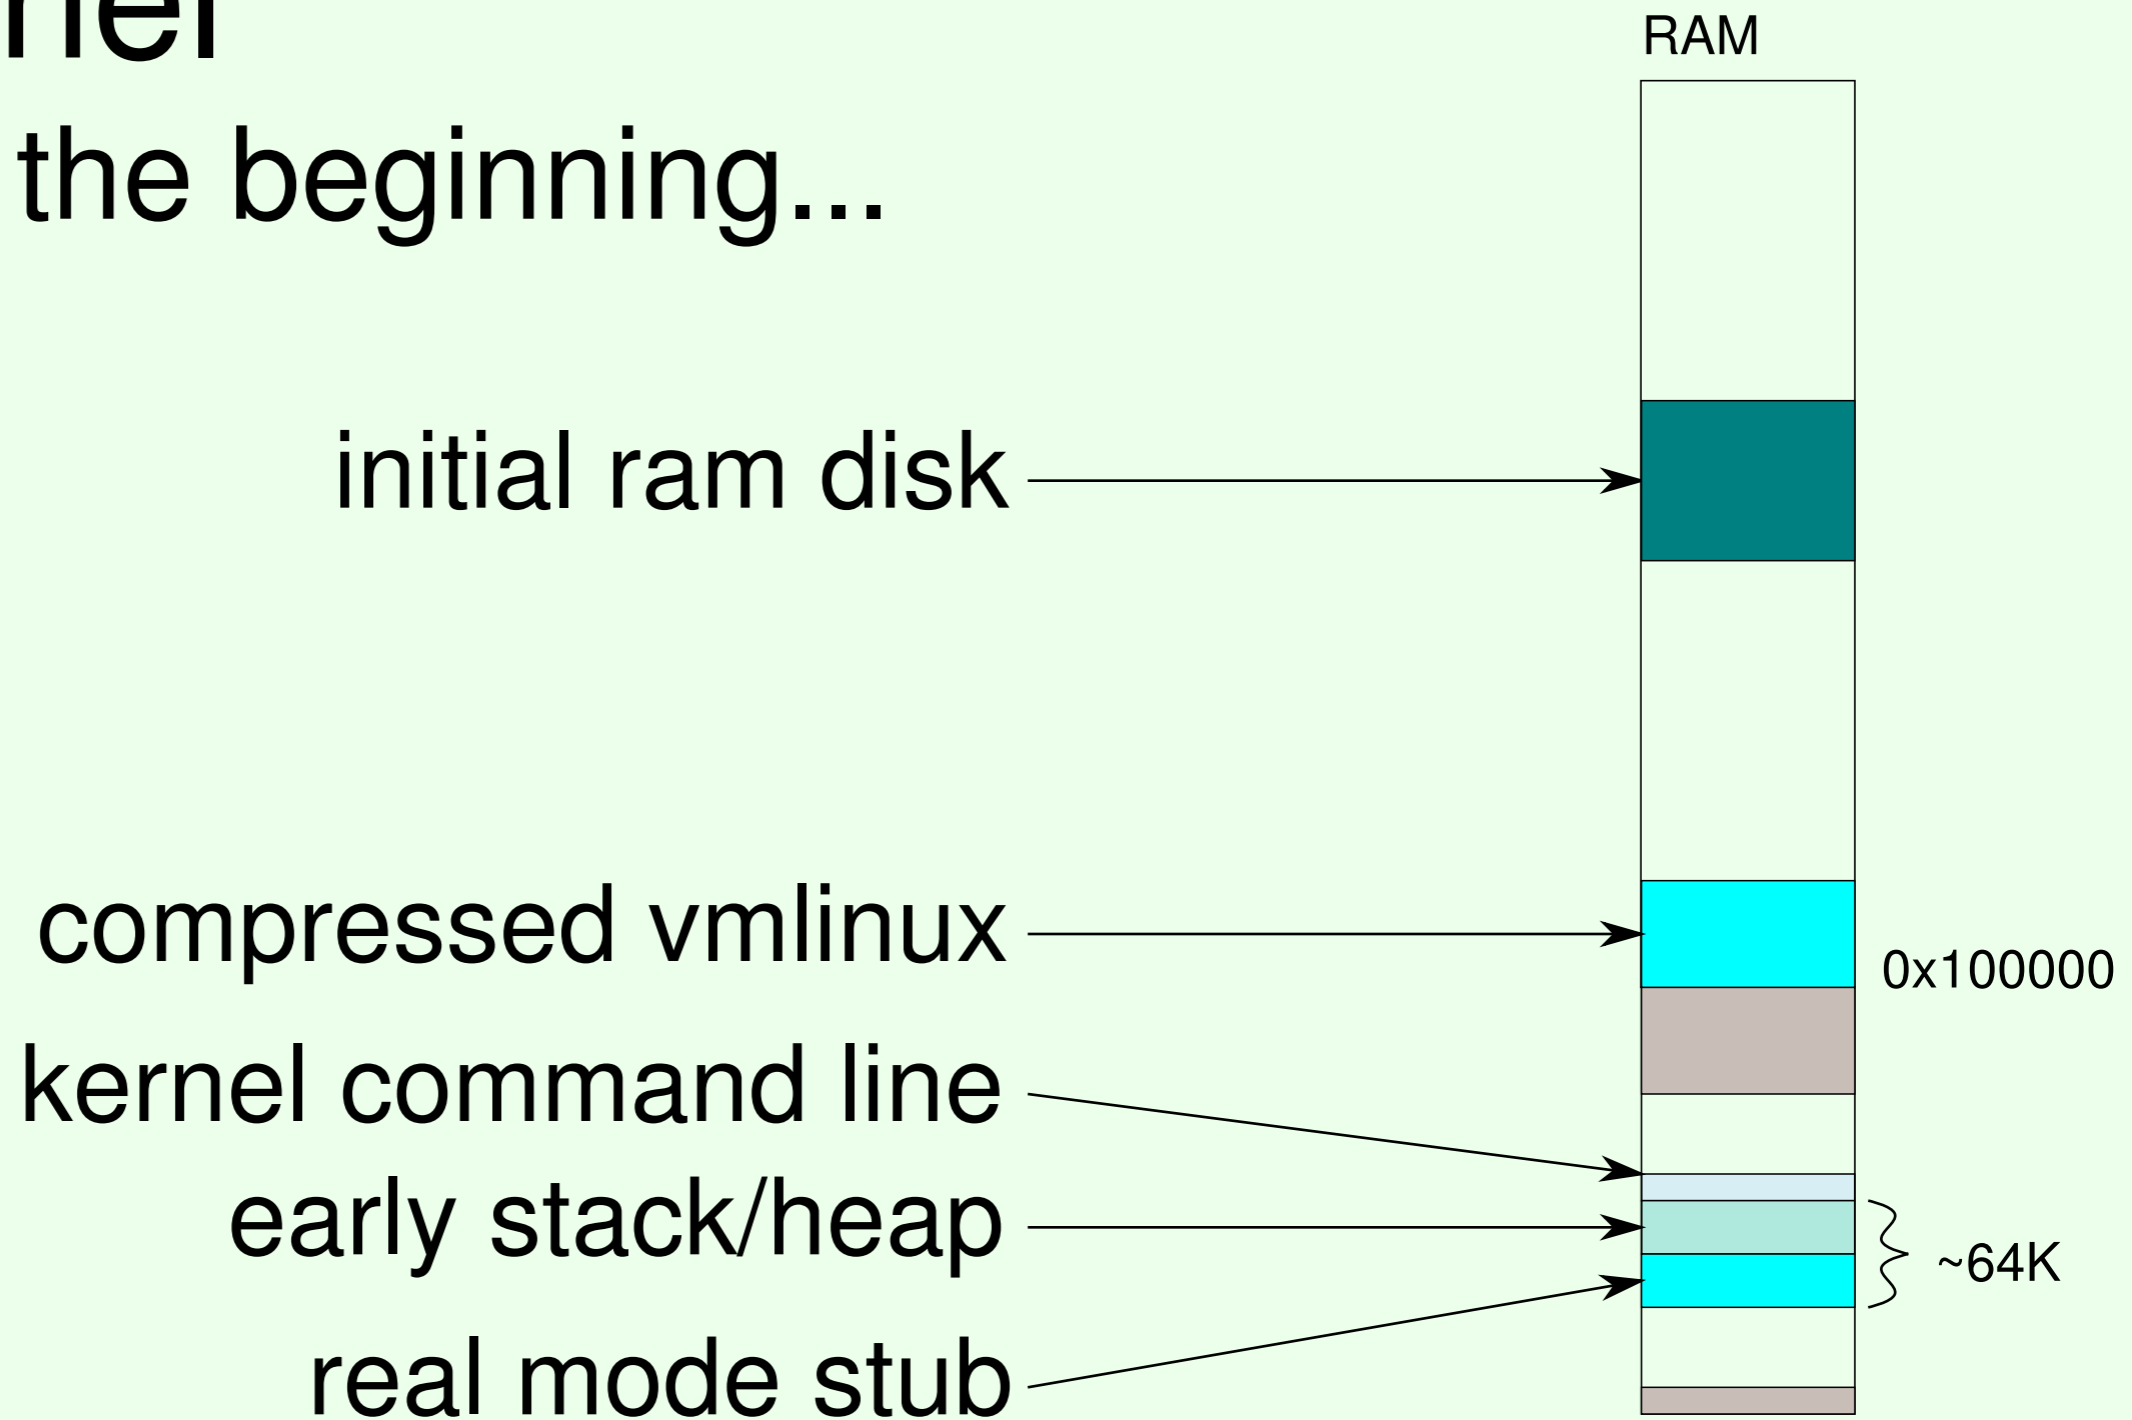 RAM
the beginning...
initial ram disk
compressed vmlinux
0x100000
kernel command line
early stack/heap
~64K
real mode stub